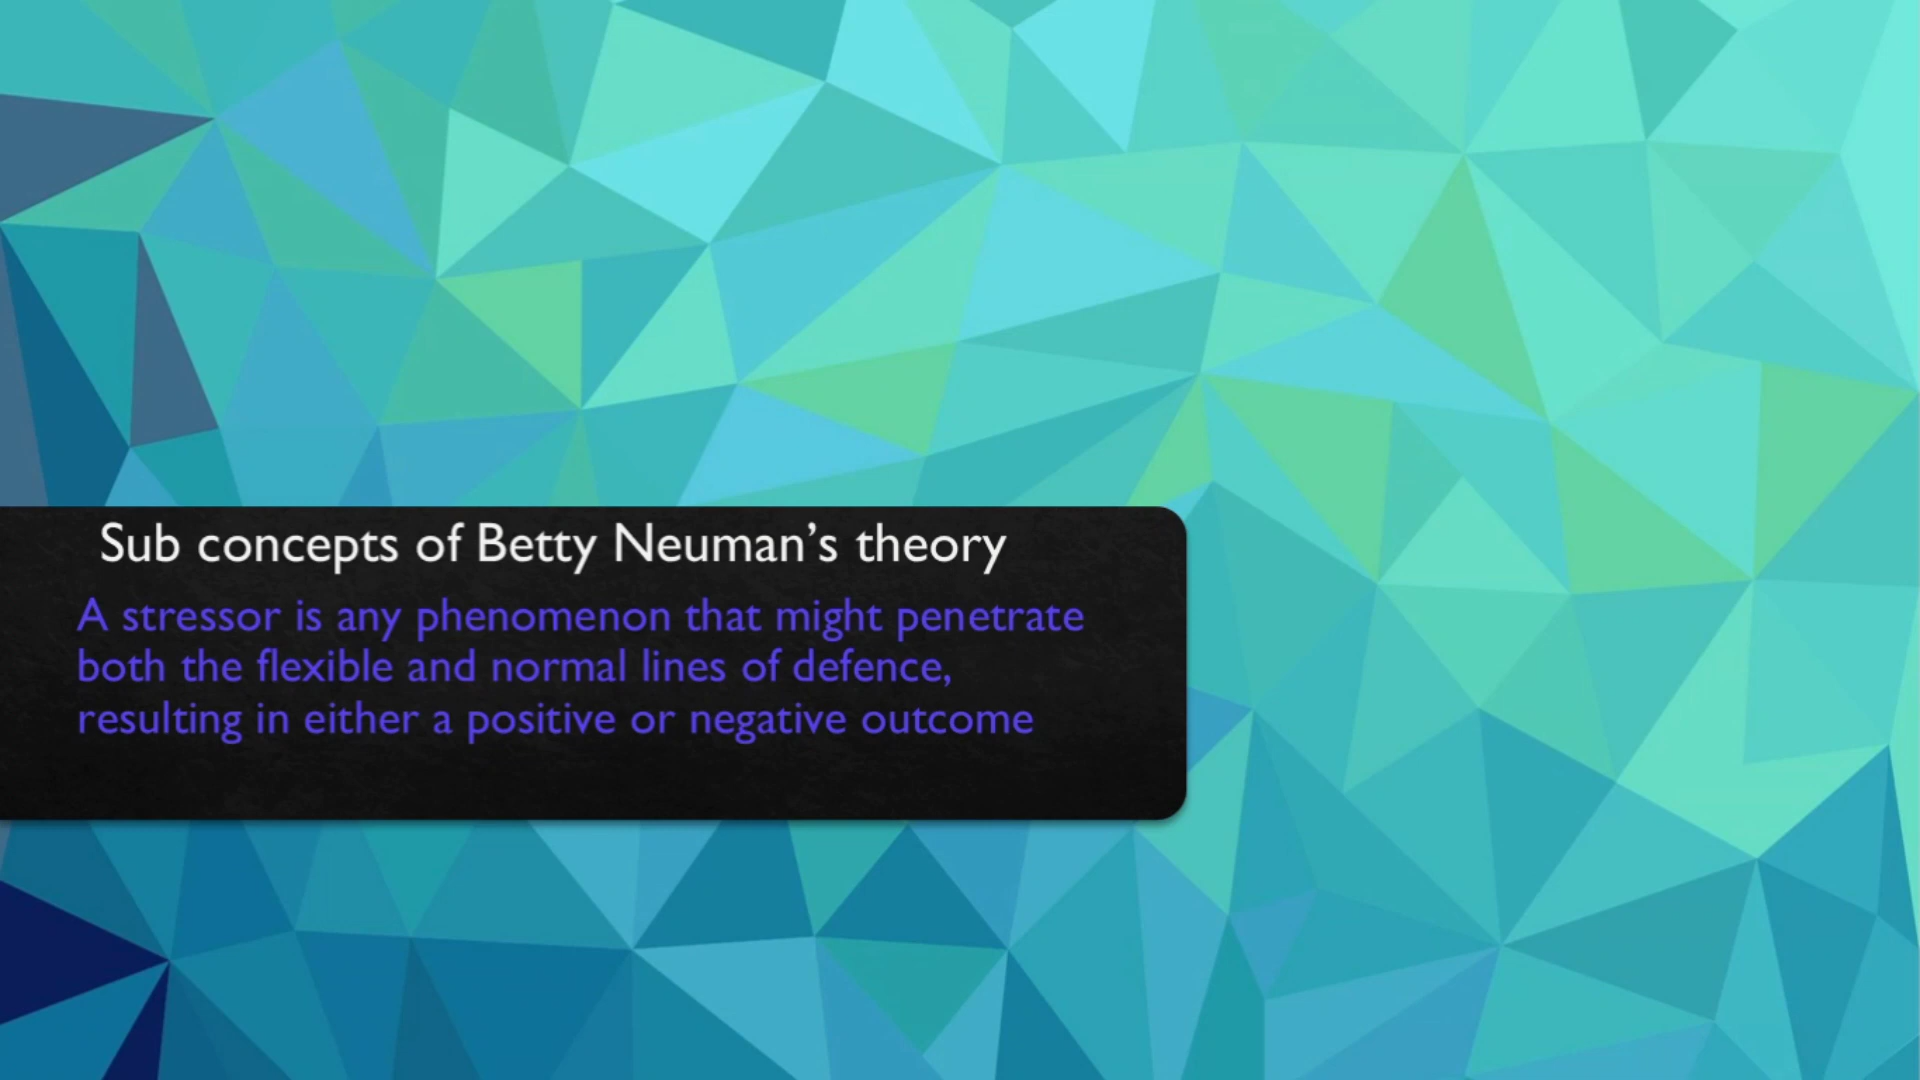 Sub concepts of Betty Neuman’s theory
A stressor is any phenomenon that might penetrate
both the flexible and normal lines of defence,
resulting in either a positive or negative outcome